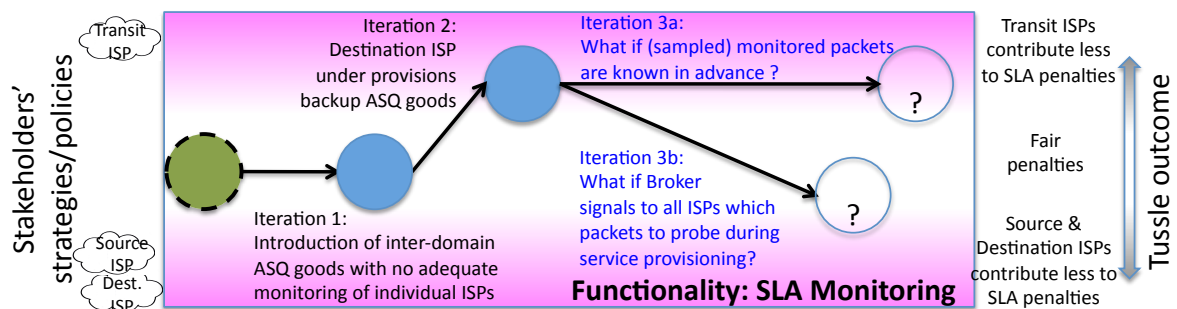 Stakeholders'
strategies/policies
Transit
ISP
Source
ISP
Dest.
ISP
Iteration 1:
Introduction of inter-domain
ASQ goods with no adequate
monitoring of individual ISPs
Iteration 2:
Destination ISP
under provisions
backup ASQ goods
Iteration 3a:
What if (sampled) monitored packets
are known in advance ?
?
Iteration 3b:
What if Broker
signals to all ISPs which
packets to probe during
service provisioning?
?
Functionality: SLA Monitoring
Transit ISPs
contribute less
to SLA penalties
Fair
penalties
Source &
Destination ISPs
contribute less to
SLA penalties
Tussle outcome